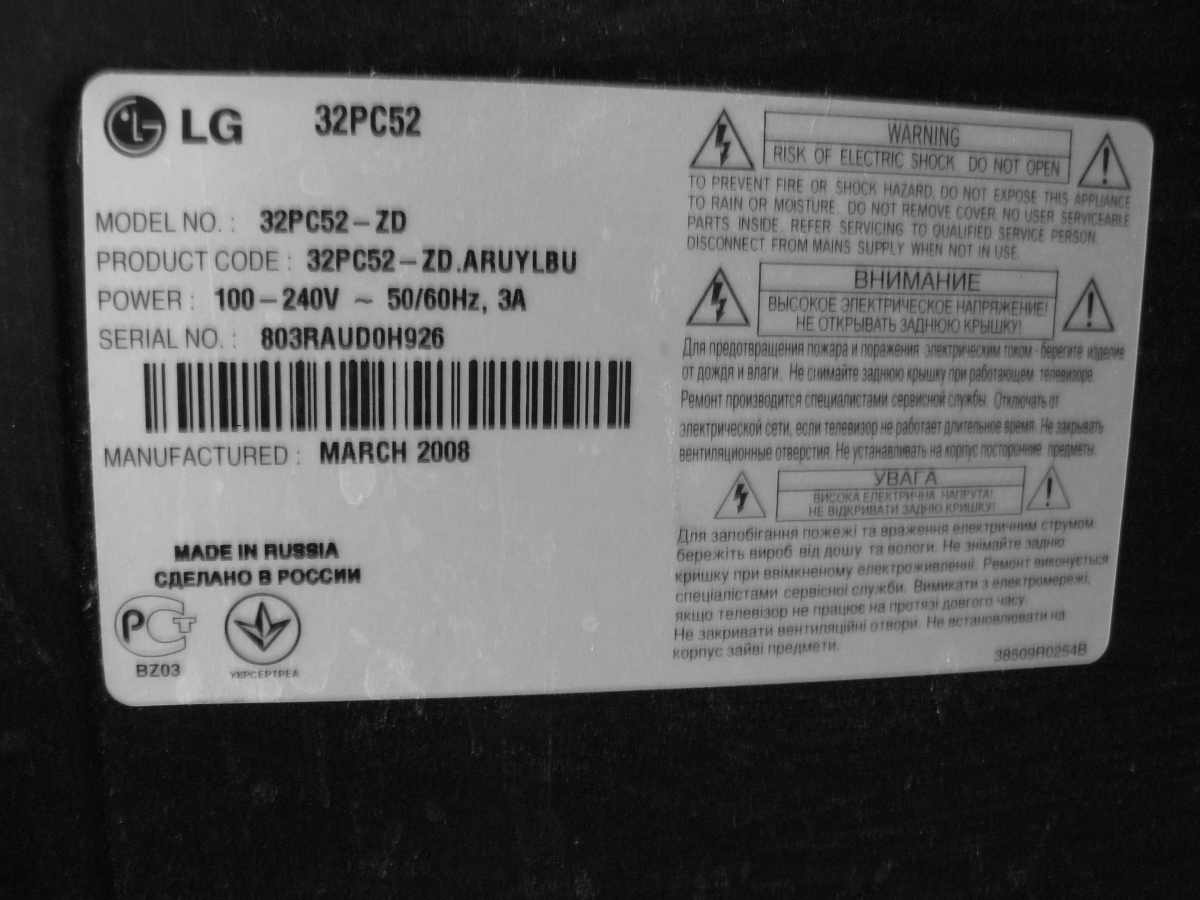 LG 32PC52
MODEL NO. : 32PC52-ZD
PRODUCT CODE : 32PC52-ZD.ARUYLBU
POWER : 100-240V ~ 50/60Hz, 3A
SERIAL NO. : 803RAUD0H926
MANUFACTURED : MARCH 2008
MADE IN RUSSIA
СДЕЛАНО В РОССИИ
РСТ
BZ03
УКРСЕРТРЕА
WARNING
RISK OF ELECTRIC SHOCK DO NOT OPEN
TO PREVENT FIRE OR SHOCK HAZARD, DO NOT EXPOSE THIS APPLIANCE
TO RAIN OR MOISTURE. DO NOT REMOVE COVER. NO USER SERVICEABLE
PARTS INSIDE. REFER SERVICING TO QUALIFIED SERVICE PERSON.
DISCONNECT FROM MAINS SUPPLY WHEN NOT IN USE.
ВНИМАНИЕ
ВЫСОКОЕ ЭЛЕКТРИЧЕСКОЕ НАПРЯЖЕНИЕ!
НЕ ОТКРЫВАТЬ ЗАДНЮЮ КРЫШКУ!
Для предотвращения пожара и поражения электрическим током - берегите изделие
от дождя и влаги. Не снимайте заднюю крышку при работающем телевизоре.
Ремонт производится специалистами сервисной службы. Отключать от
электрической сети, если телевизор не работает длительное время. Не закрывать
вентиляционные отверстия. Не устанавливать на корпус посторонние предметы.
УВАГА
ВИСОКА ЕЛЕКТРИЧНА НАПРУГА!
НЕ ВІДКРИВАТИ ЗАДНЮ КРИШКУ!
Для запобігання пожежі та враження електричним струмом
бережіть виріб від дошу та вологи. Не знімайте задню
кришку при ввімкненому електроживленні. Ремонт виконується
спеціалістами сервісної служби. Вимикати з електромережі,
якщо телевізор не працює на протязі довгого часу.
Не закривати вентиляційні отвори. Не встановлювати на
корпус зайві предмети.
38509R0254B